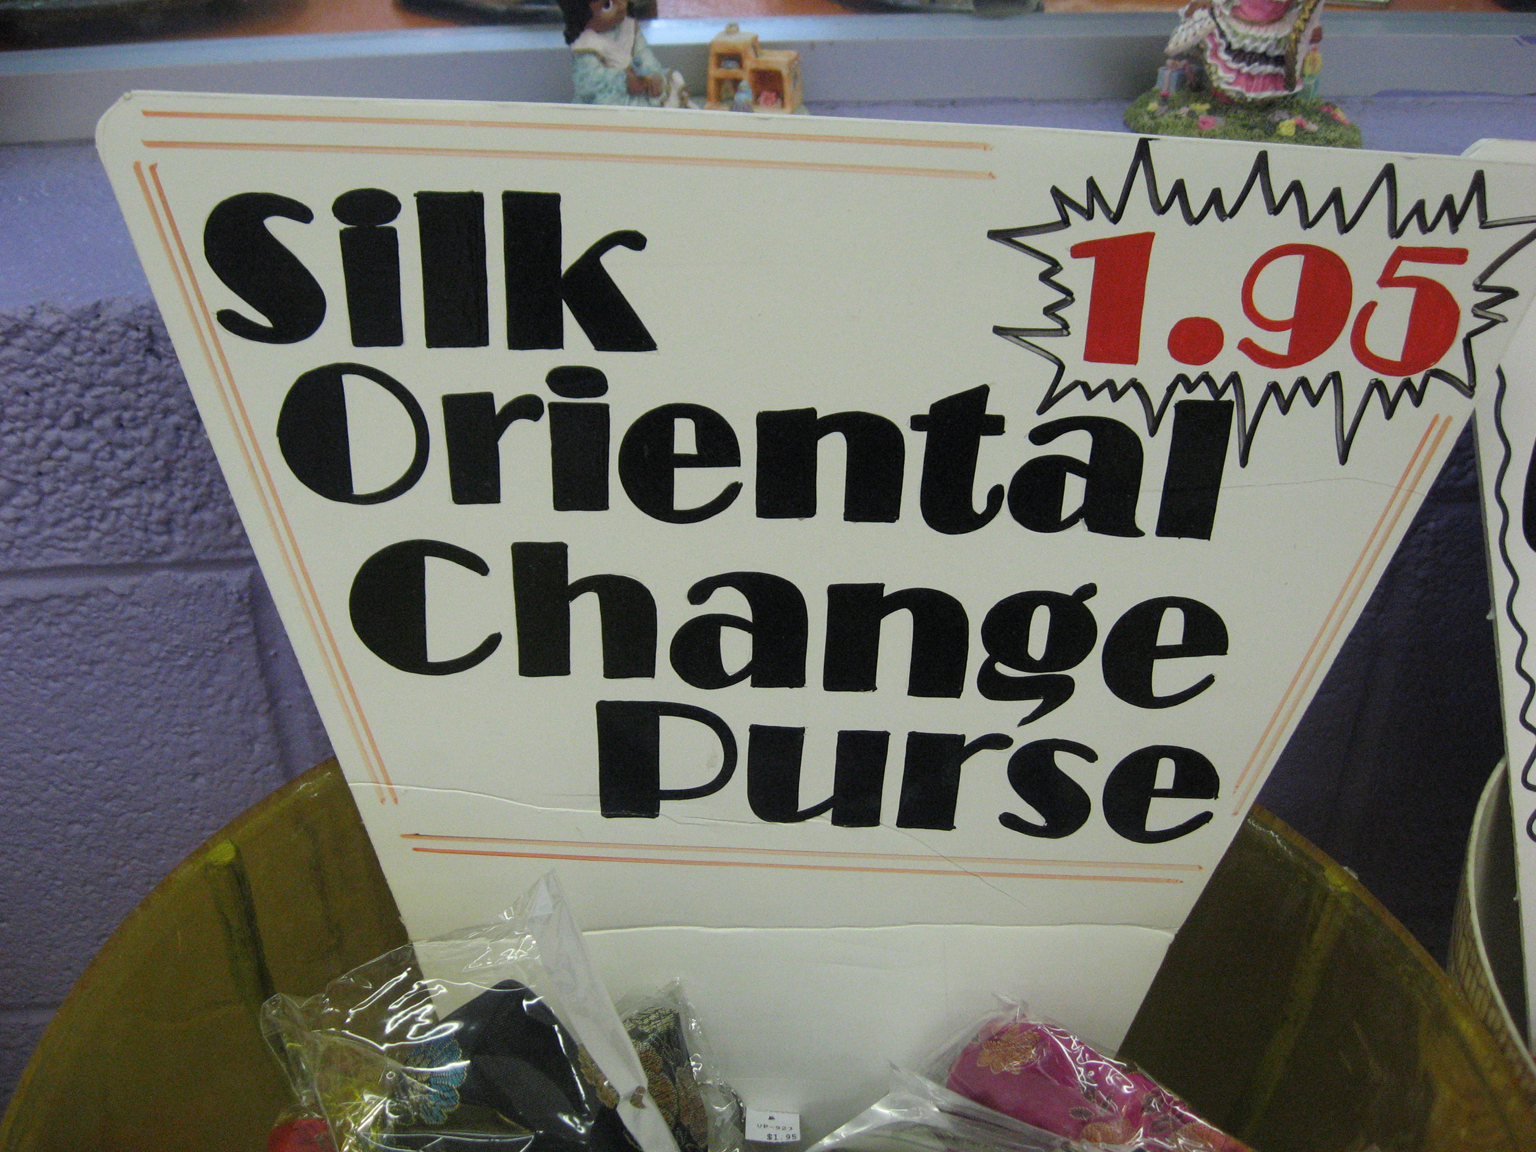 Silk
1.95
Oriental
Change
Purse
$1.95